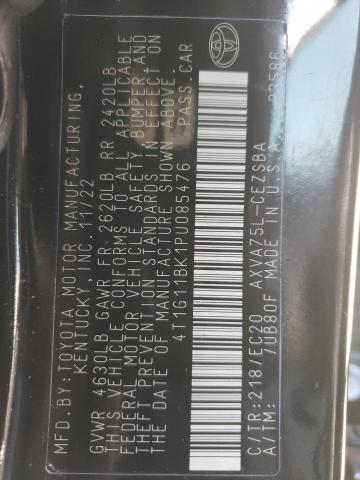 MFD. BY:TOYOTA MOTOR MANUFACTURING,
KENTUCKY, INC. 11/22
GVWR 4630LB GAWR FR 2620LB RR 2420LB
THIS VEHICLE CONFORMS TO ALL APPLICABLE
FEDERAL MOTOR VEHICLE SAFETY BUMPER AND
THEFT PREVENTION STANDARDS IN EFFECT ON
THE DATE OF MANUFACTURE SHOWN ABOVE.
4T1G11BK1PU085476 PASS.CAR
C/TR:218/EC20 AXVA75L-CEZSBA
A/TM: 7UB80F MADE IN U.S.A. 83586